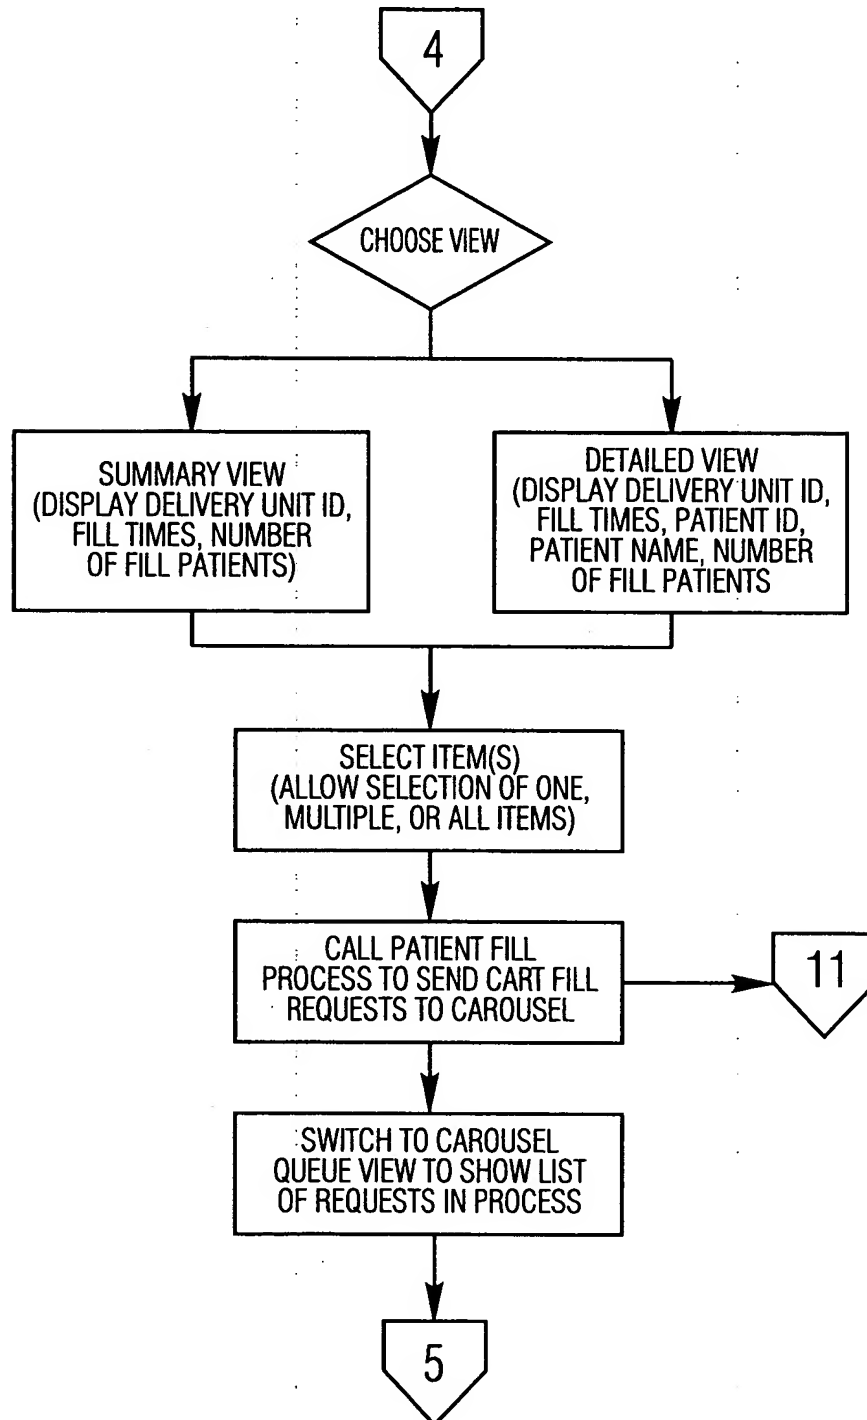 4
CHOOSE VIEW
SUMMARY VIEW
(DISPLAY DELIVERY UNIT ID,
FILL TIMES, NUMBER
OF FILL PATIENTS)
DETAILED VIEW
(DISPLAY DELIVERY UNIT ID,
FILL TIMES, PATIENT ID,
PATIENT NAME, NUMBER
OF FILL PATIENTS
SELECT ITEM(S)
(ALLOW SELECTION OF ONE,
MULTIPLE, OR ALL ITEMS)
CALL PATIENT FILL
PROCESS TO SEND CART FILL
REQUESTS TO CAROUSEL
11
SWITCH TO CAROUSEL
QUEUE VIEW TO SHOW LIST
OF REQUESTS IN PROCESS
5